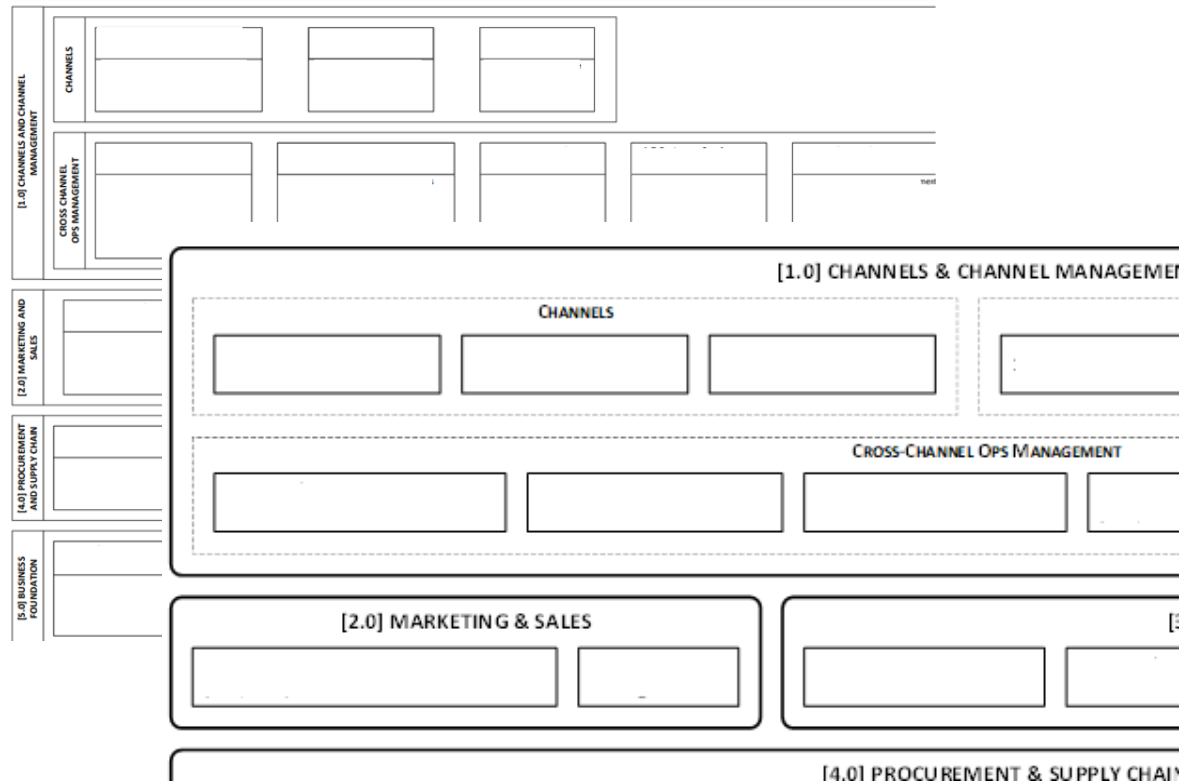 [1.0] CHANNELS AND CHANNEL
MANAGEMENT
CHANNELS
CROSS CHANNEL
OPS MANAGEMENT
[2.0] MARKETING AND
SALES
[4.0] PROCUREMENT
AND SUPPLY CHAIN
[5.0] BUSINESS
FOUNDATION
[1.0] CHANNELS & CHANNEL MANAGEMEN
CHANNELS
CROSS-CHANNEL OPS MANAGEMENT
[2.0] MARKETING & SALES
[3
[4.0] PROCUREMENT & SUPPLY CHAIN